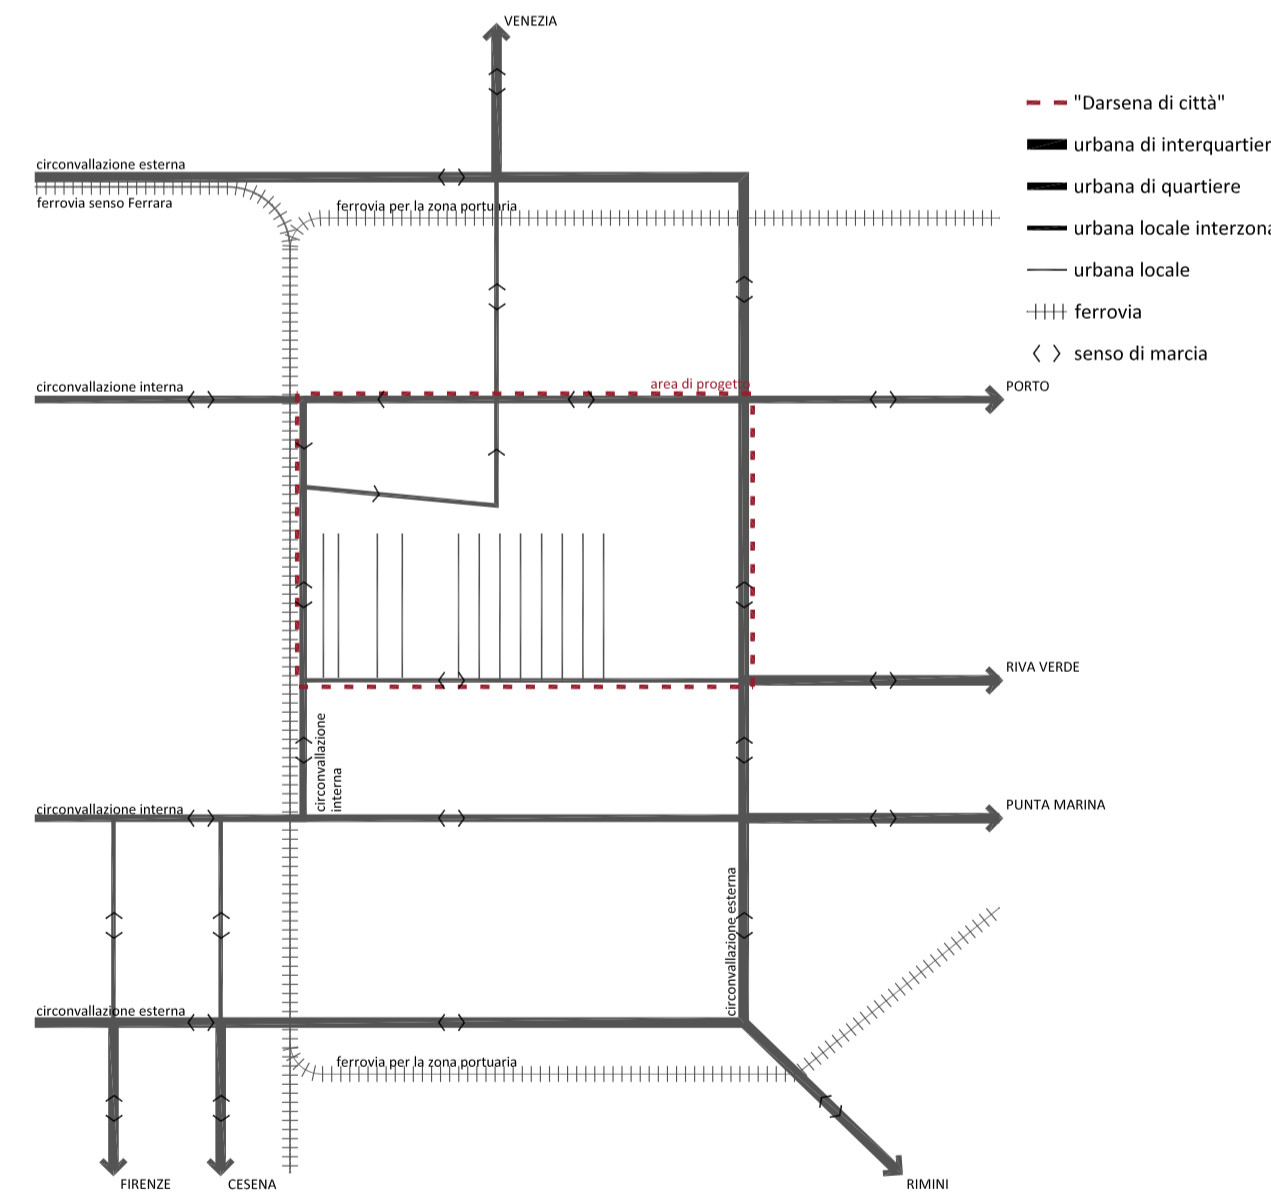 VENEZIA
"Darsena di città"
urbana di interquartier
urbana di quartiere
urbana locale interzona
urbana locale
ferrovia
senso di marcia
circonvallazione esterna
ferrovia senso Ferrara
ferrovia per la zona portuaria
circonvallazione interna
area di progetto
PORTO
RIVA VERDE
circonvallazione
interna
circonvallazione interna
PUNTA MARINA
circonvallazione esterna
circonvallazione esterna
ferrovia per la zona portuaria
FIRENZE
CESENA
RIMINI